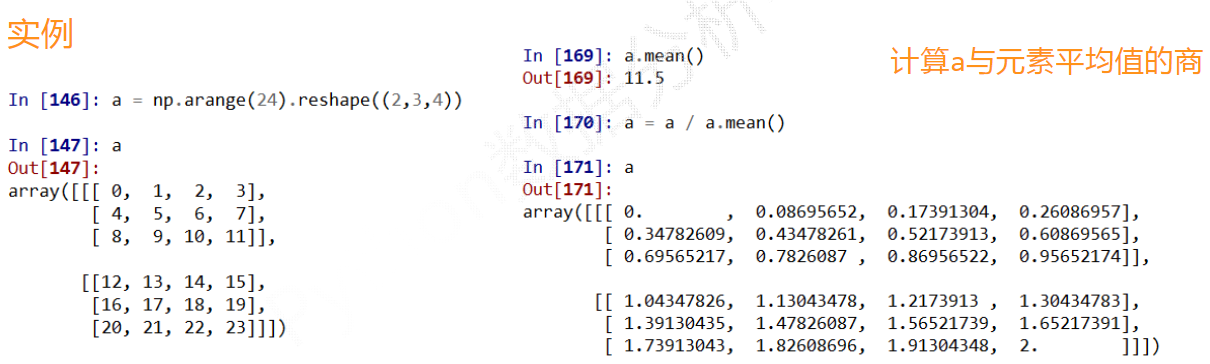 实例
In [146]: a = np.arange(24).reshape((2,3,4))
In [147]: a
Out[147]:
array([[[ 0,  1,  2,  3],
        [ 4,  5,  6,  7],
        [ 8,  9, 10, 11]],
       [[12, 13, 14, 15],
        [16, 17, 18, 19],
        [20, 21, 22, 23]]])
In [169]: a.mean()
Out[169]: 11.5
计算a与元素平均值的商
In [170]: a = a / a.mean()
In [171]: a
Out[171]:
array([[[ 0.        ,  0.08695652,  0.17391304,  0.26086957],
        [ 0.34782609,  0.43478261,  0.52173913,  0.60869565],
        [ 0.69565217,  0.7826087 ,  0.86956522,  0.95652174]],
       [[ 1.04347826,  1.13043478,  1.2173913 ,  1.30434783],
        [ 1.39130435,  1.47826087,  1.56521739,  1.65217391],
        [ 1.73913043,  1.82608696,  1.91304348,  2.        ]]])
数据分析